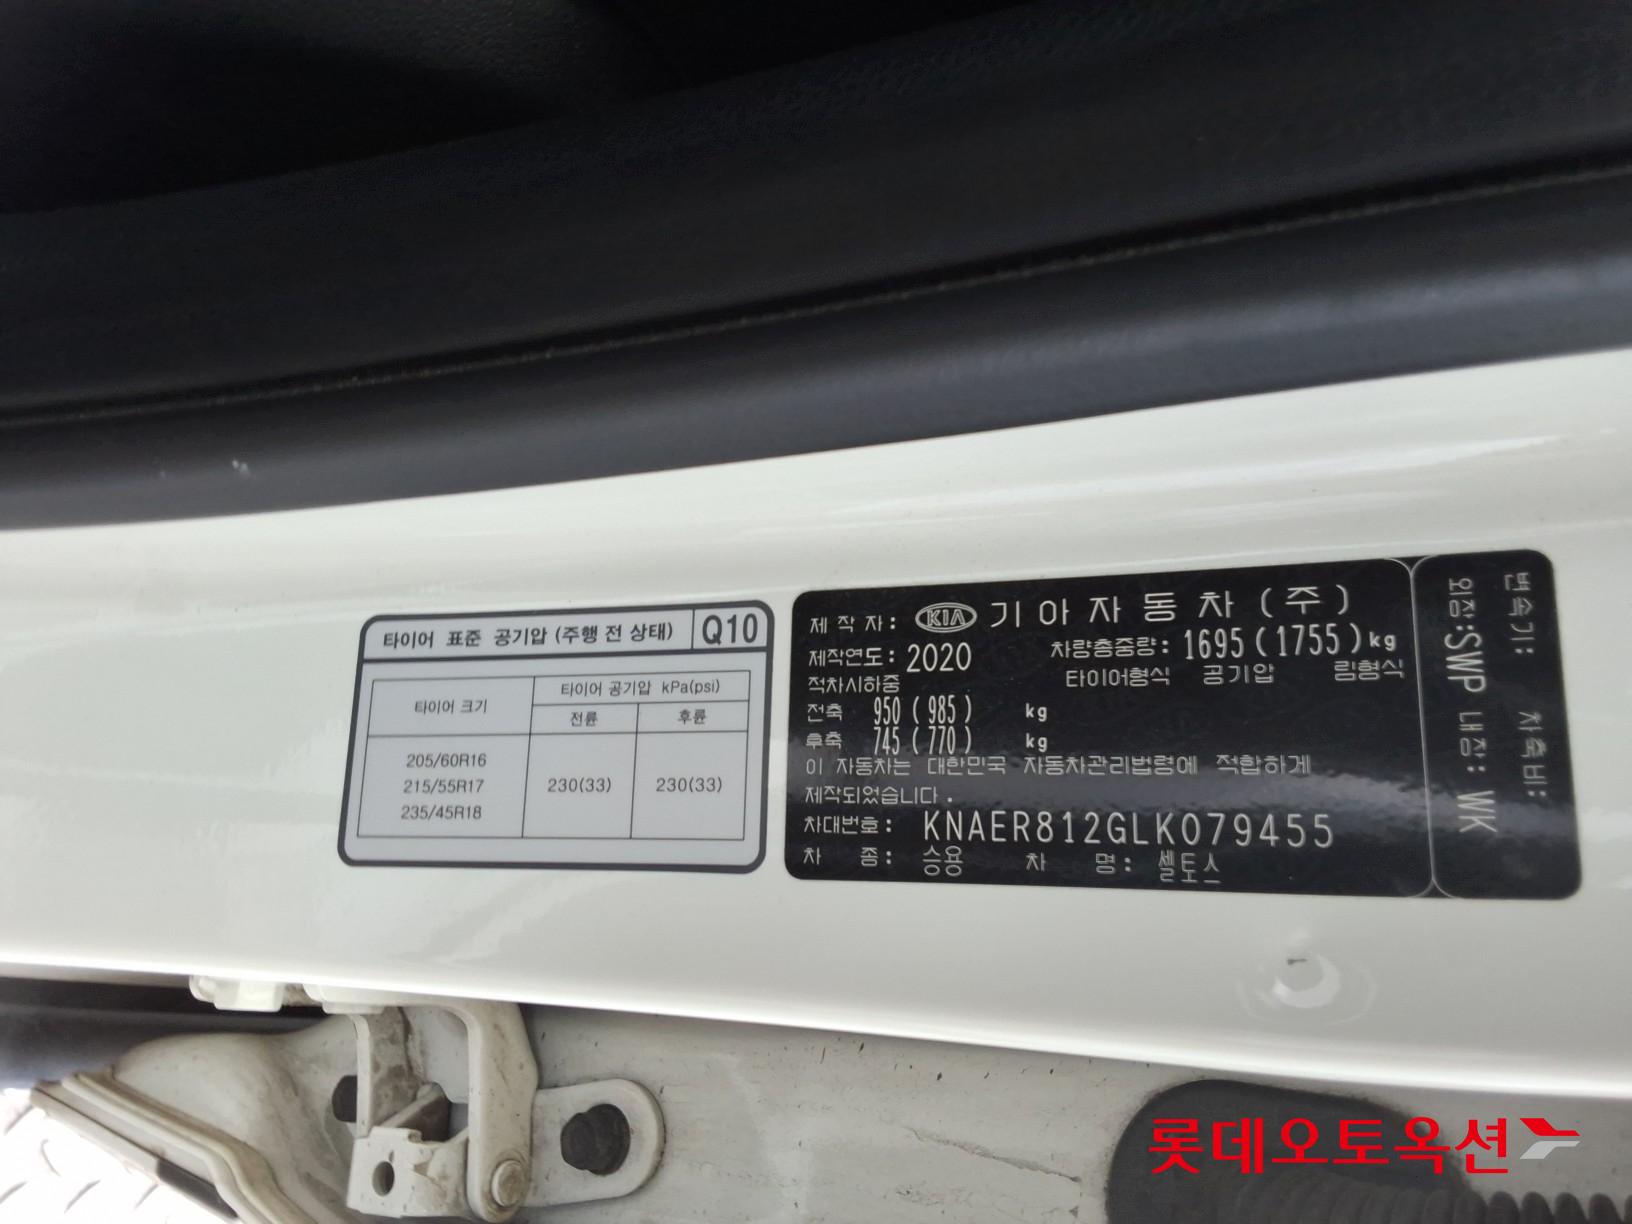 타이어 표준 공기압 (주행 전 상태) Q10
타이어 크기 타이어 공기압 kPa(psi)
전륜 후륜
205/60R16
215/55R17 230(33) 230(33)
235/45R18
제작자: KIA 기아자동차(주)
제작연도: 2020 차량총중량: 1695(1755)kg
적차시하중 타이어형식 공기압 림형식
전축 950(985) kg
후축 745(770) kg
이 자동차는 대한민국 자동차관리법령에 적합하게
제작되었습니다.
차대번호: KNAER812GLK079455
차 종: 승용 차 명: 셀토스
변속기: 차축비:
외장:SWP 내장: WK
롯데오토옥션